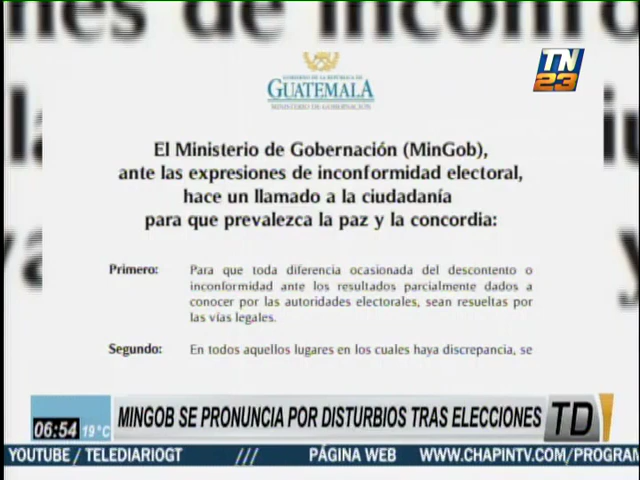 nes de inconform
TN
23
GOBIERNO DE LA REPÚBLICA DE
GUATEMALA
MINISTERIO DE GOBERNACIÓN
El Ministerio de Gobernación (MinGob),
ante las expresiones de inconformidad electoral,
hace un llamado a la ciudadanía
para que prevalezca la paz y la concordia:
Primero: Para que toda diferencia ocasionada del descontento o
inconformidad ante los resultados parcialmente dados a
conocer por las autoridades electorales, sean resueltas por
las vías legales.
Segundo: En todos aquellos lugares en los cuales haya discrepancia, se
MINGOB SE PRONUNCIA POR DISTURBIOS TRAS ELECCIONES
TD
06:54 19°C
YOUTUBE / TELEDIARIOGT /// PÁGINA WEB WWW.CHAPINTV.COM/PROGRAM